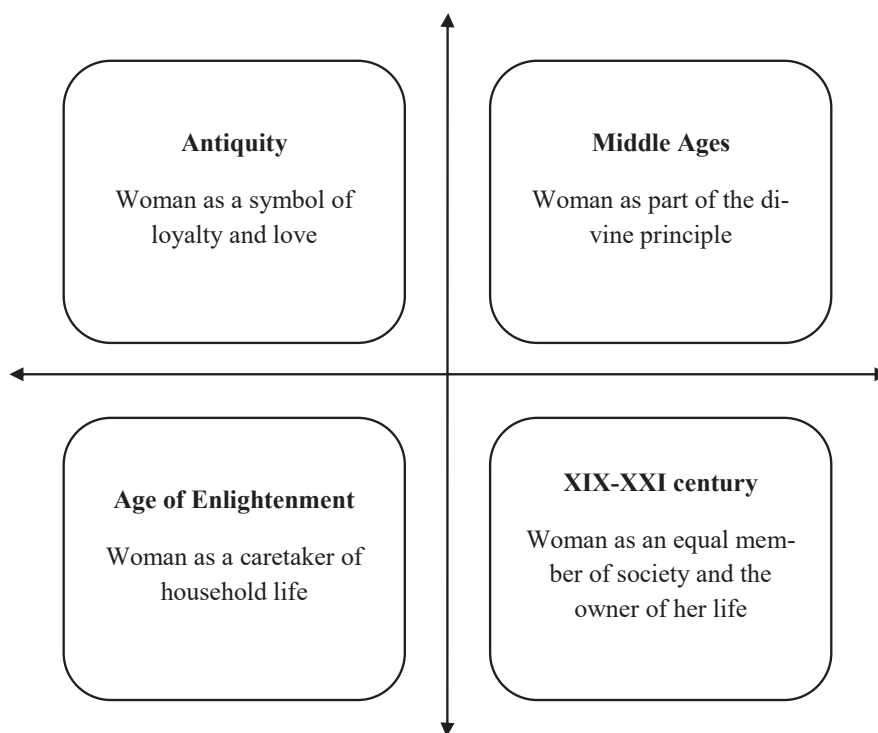 Antiquity
Woman as a symbol of
loyalty and love
Middle Ages
Woman as part of the di-
vine principle
Age of Enlightenment
Woman as a caretaker of
household life
XIX-XXI century
Woman as an equal mem-
ber of society and the
owner of her life